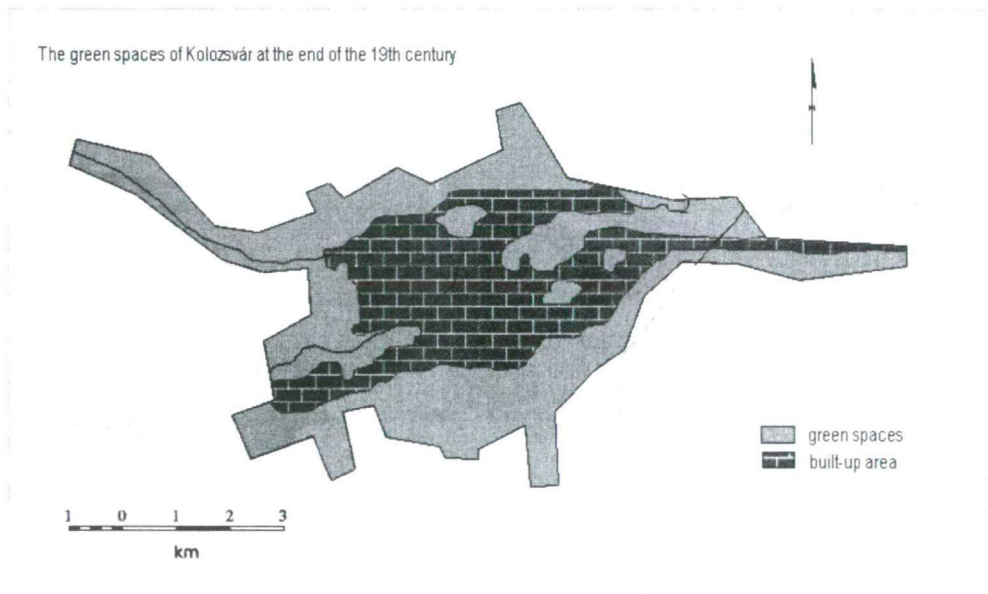 The green spaces of Kolozsvár at the end of the 19th century
green spaces
built-up area
1 0 1 2 3
km